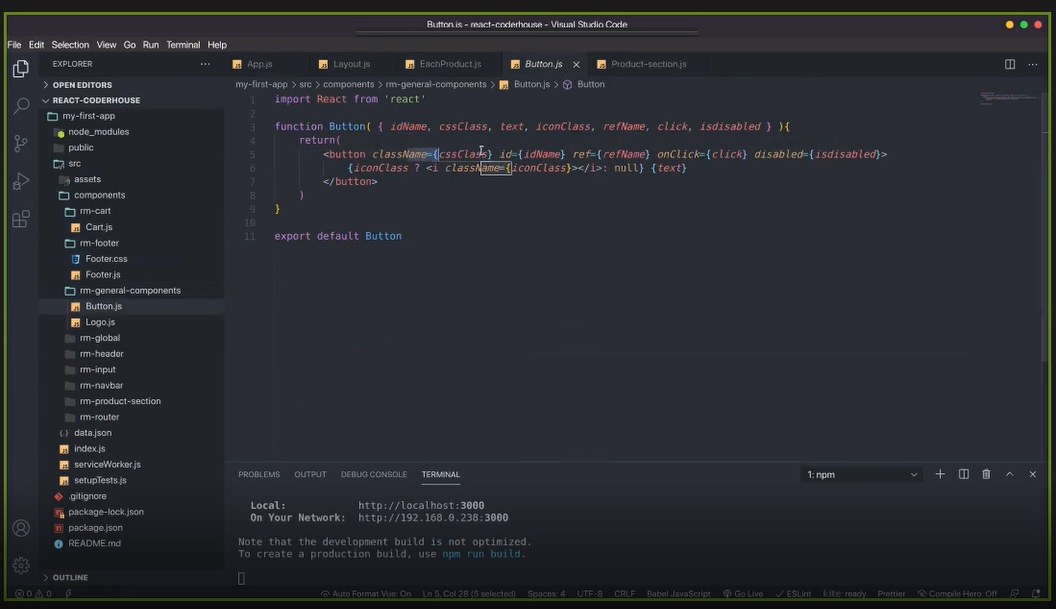 Button.js - react-coderhouse - Visual Studio Code
File Edit Selection View Go Run Terminal Help
EXPLORER
OPEN EDITORS
REACT-CODERHOUSE
my-first-app
node_modules
public
src
assets
components
rm-cart
Cart.js
rm-footer
Footer.css
Footer.js
rm-general-components
Button.js
Logo.js
rm-global
rm-header
rm-input
rm-navbar
rm-product-section
rm-router
data.json
index.js
serviceWorker.js
setupTests.js
.gitignore
package-lock.json
package.json
README.md
OUTLINE
App.js Layout.js EachProduct.js Button.js Product-section.js
my-first-app > src > components > rm-general-components > Button.js > Button
1 import React from 'react'
2
3 function Button( { idName, cssClass, text, iconClass, refName, click, isdisabled } ){
4 return(
5 <button className={cssClass} id={idName} ref={refName} onClick={click} disabled={isdisabled}>
6 {iconClass ? <i className={iconClass}></i>: null} {text}
7 </button>
8 )
9 }
10
11 export default Button
PROBLEMS OUTPUT DEBUG CONSOLE TERMINAL 1: npm
Local: http://localhost:3000
On Your Network: http://192.168.0.238:3000
Note that the development build is not optimized.
To create a production build, use npm run build.
0 0 Auto Format Vue: On Ln 5, Col 28 (5 selected) Spaces: 4 UTF-8 CRLF Babel JavaScript Go Live ESLint ready Prettier Compile Hero: Off